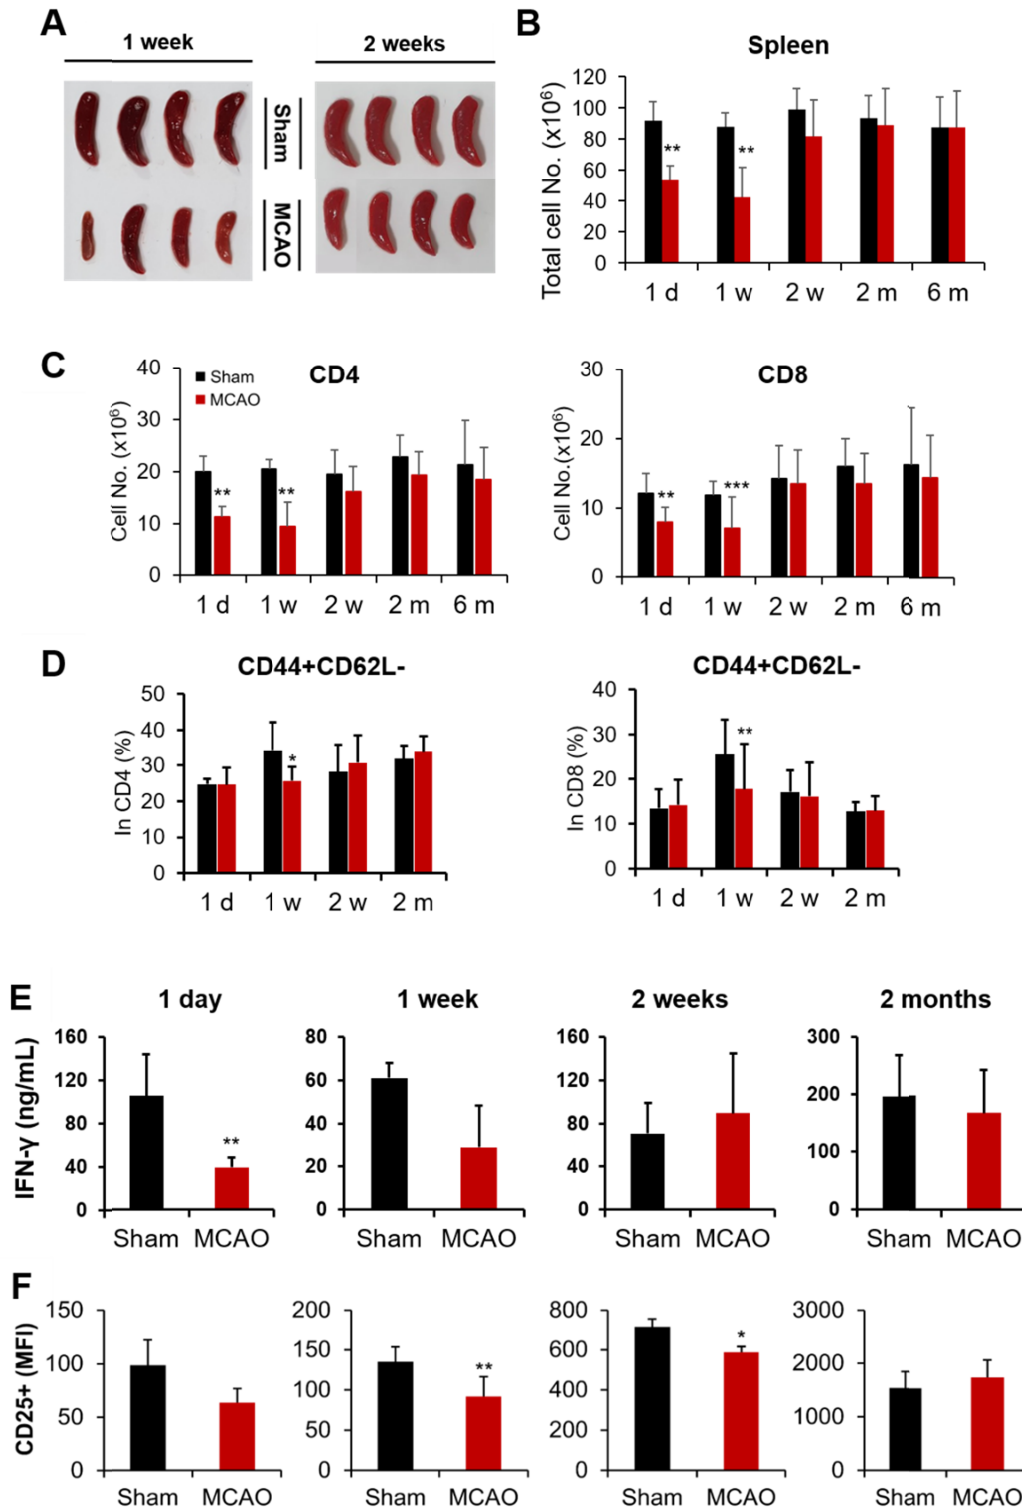 A
1 week
2 weeks
Sham
MCAO
B
Spleen
Total cell No. (x10⁶)
120
100
80
60
40
20
0
**
**
1 d
1 w
2 w
2 m
6 m
C
CD4
Sham
MCAO
Cell No. (x10⁶)
40
30
20
10
0
**
**
1 d
1 w
2 w
2 m
6 m
CD8
Cell No.(x10⁶)
30
20
10
0
**
***
1 d
1 w
2 w
2 m
6 m
D
CD44+CD62L-
In CD4 (%)
50
40
30
20
10
0
*
1 d
1 w
2 w
2 m
CD44+CD62L-
In CD8 (%)
40
30
20
10
0
**
1 d
1 w
2 w
2 m
E
IFN-γ (ng/mL)
1 day
160
120
80
40
0
**
Sham MCAO
1 week
80
60
40
20
0
Sham MCAO
2 weeks
160
120
80
40
0
Sham MCAO
2 months
300
200
100
0
Sham MCAO
F
CD25+ (MFI)
150
100
50
0
Sham MCAO
200
150
100
50
0
**
Sham MCAO
800
600
400
200
0
*
Sham MCAO
3000
2000
1000
0
Sham MCAO